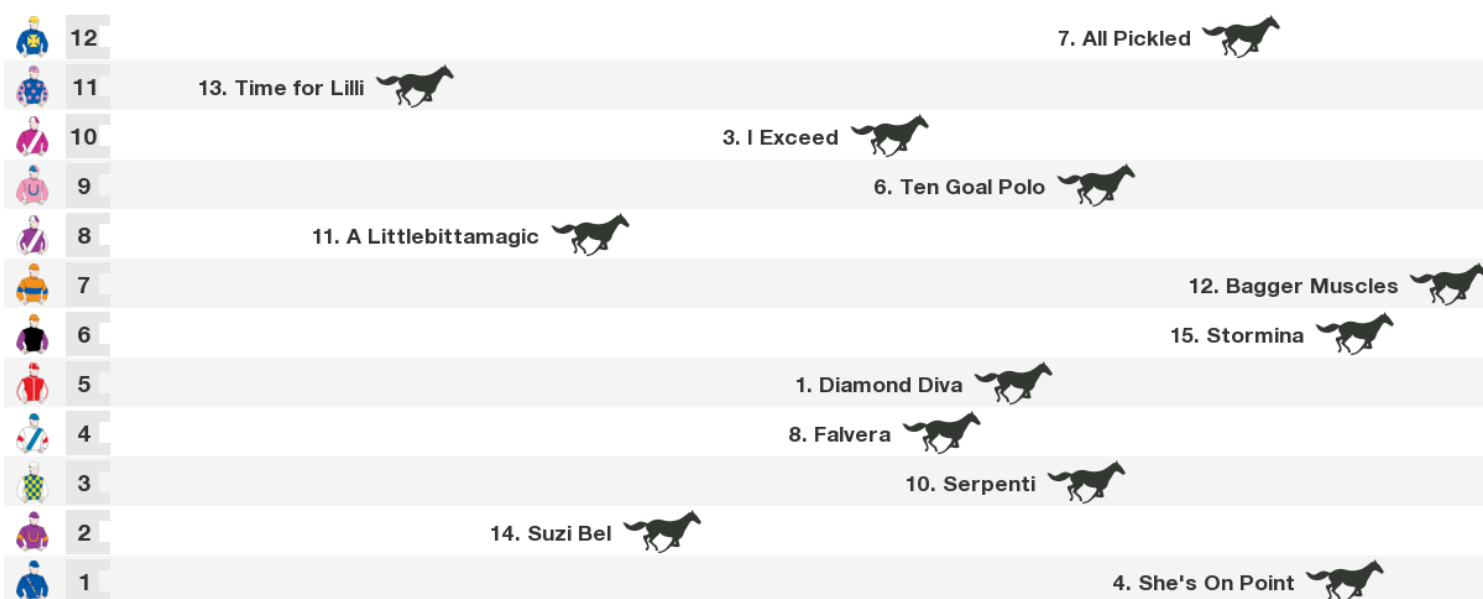 12 7. All Pickled
11 13. Time for Lilli
10 3. I Exceed
9 6. Ten Goal Polo
8 11. A Littlebittamagic
7 12. Bagger Muscles
6 15. Stormina
5 1. Diamond Diva
4 8. Falvera
3 10. Serpenti
2 14. Suzi Bel
1 4. She's On Point